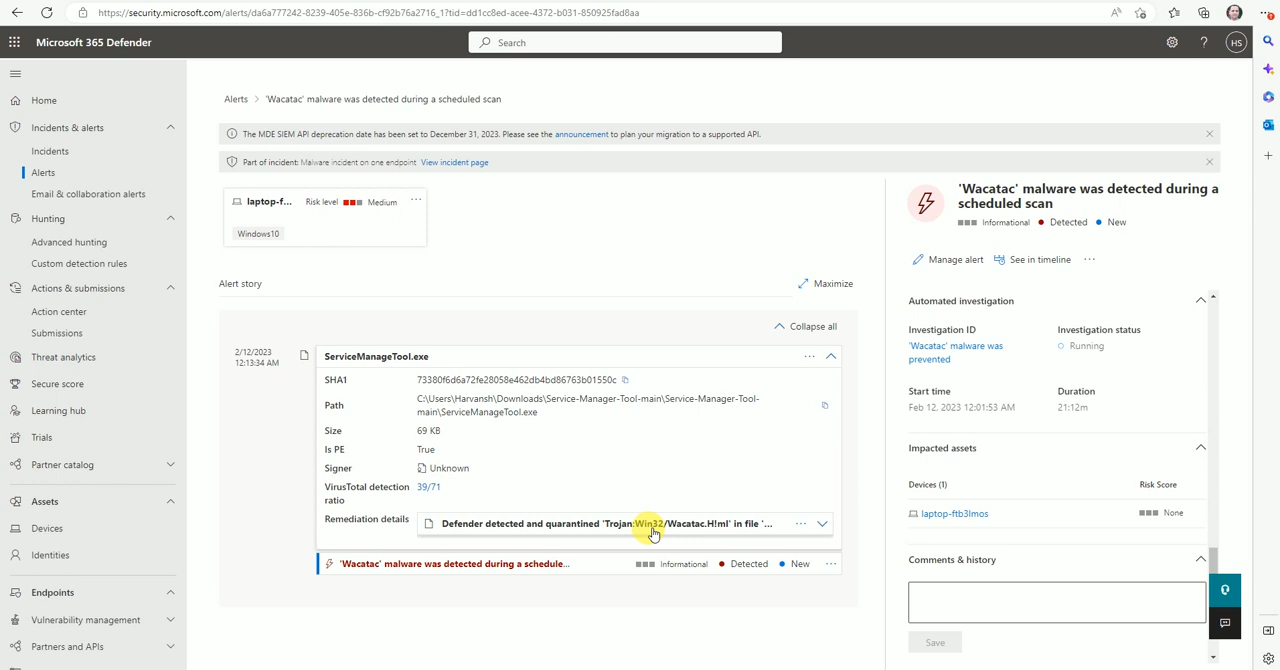 https://security.microsoft.com/alerts/da6a777242-8239-405e-836b-cf92b76a2716_1?tid=dd1cc8ed-acee-4372-b031-850925fad8aa
Microsoft 365 Defender
Search
HS
Home
Incidents & alerts
Incidents
Alerts
Email & collaboration alerts
Hunting
Advanced hunting
Custom detection rules
Actions & submissions
Action center
Submissions
Threat analytics
Secure score
Learning hub
Trials
Partner catalog
Assets
Devices
Identities
Endpoints
Vulnerability management
Partners and APIs
Alerts > 'Wacatac' malware was detected during a scheduled scan
The MDE SIEM API deprecation date has been set to December 31, 2023. Please see the announcement to plan your migration to a supported API.
Part of incident: Malware incident on one endpoint View incident page
laptop-f... Risk level Medium ...
Windows10
Alert story
Maximize
Collapse all
2/12/2023
12:13:34 AM
ServiceManageTool.exe
SHA1 73380f6d6a72fe28058e462db4bd86763b01550c
Path C:\Users\Harvansh\Downloads\Service-Manager-Tool-main\Service-Manager-Tool-
main\ServiceManageTool.exe
Size 69 KB
Is PE True
Signer Unknown
VirusTotal detection 39/71
ratio
Remediation details Defender detected and quarantined 'Trojan:Win32/Wacatac.H!ml' in file '...
'Wacatac' malware was detected during a schedule... Informational Detected New
'Wacatac' malware was detected during a
scheduled scan
Informational Detected New
Manage alert See in timeline ...
Automated investigation
Investigation ID Investigation status
'Wacatac' malware was Running
prevented
Start time Duration
Feb 12, 2023 12:01:53 AM 21:12m
Impacted assets
Devices (1) Risk Score
laptop-ftb3lmos None
Comments & history
Save